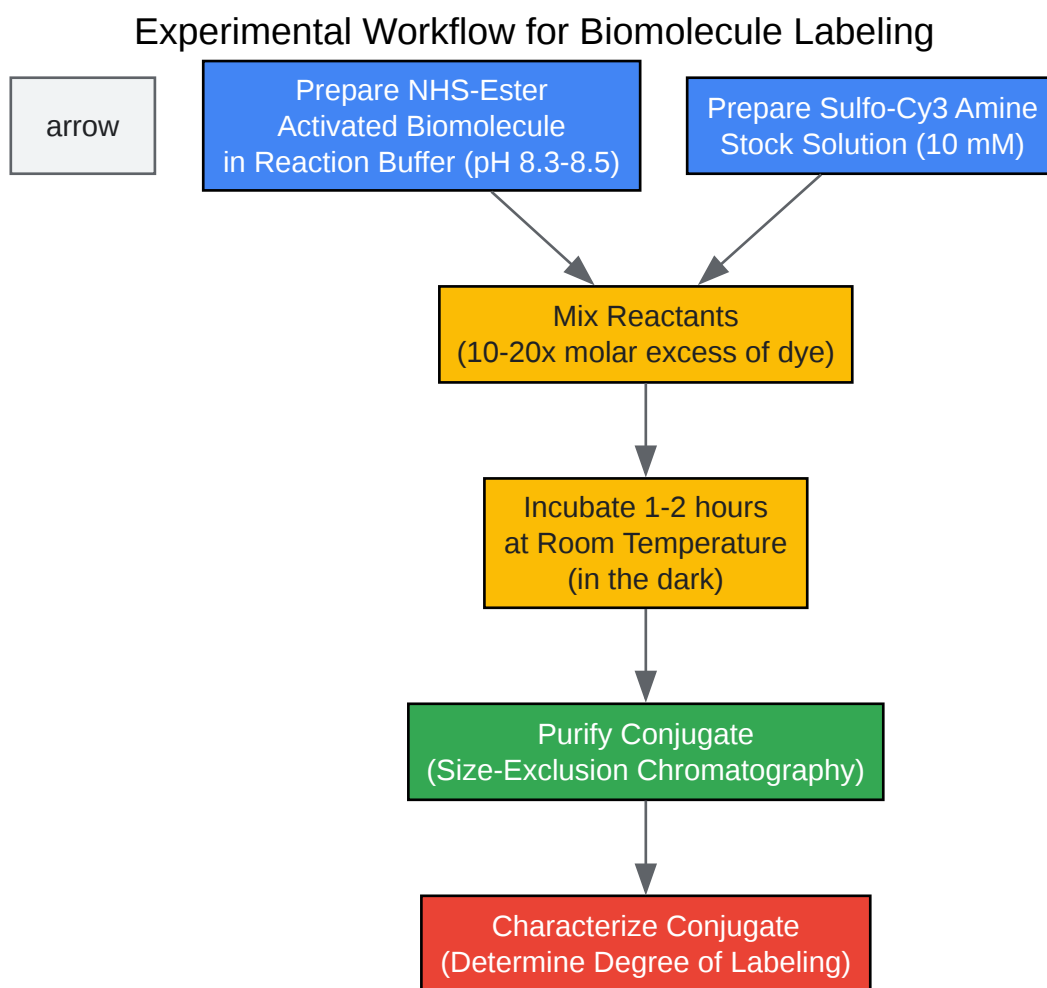 Experimental Workflow for Biomolecule Labeling
arrow
Prepare NHS-Ester
Activated Biomolecule
in Reaction Buffer (pH 8.3-8.5)
Prepare Sulfo-Cy3 Amine
Stock Solution (10 mM)
Mix Reactants
(10-20x molar excess of dye)
Incubate 1-2 hours
at Room Temperature
(in the dark)
Purify Conjugate
(Size-Exclusion Chromatography)
Characterize Conjugate
(Determine Degree of Labeling)